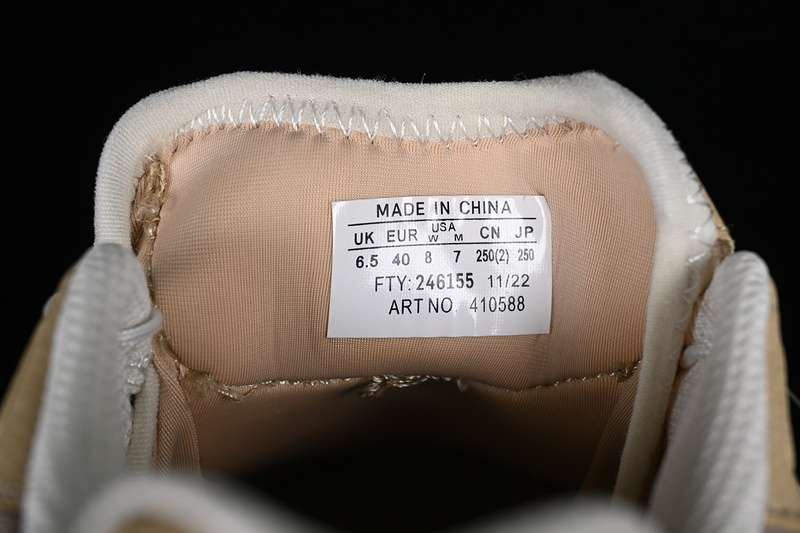 MADE IN CHINA
UK EUR USA W M CN JP
6.5 40 8 7 250(2) 250
FTY: 246155 11/22
ART NO. 410588